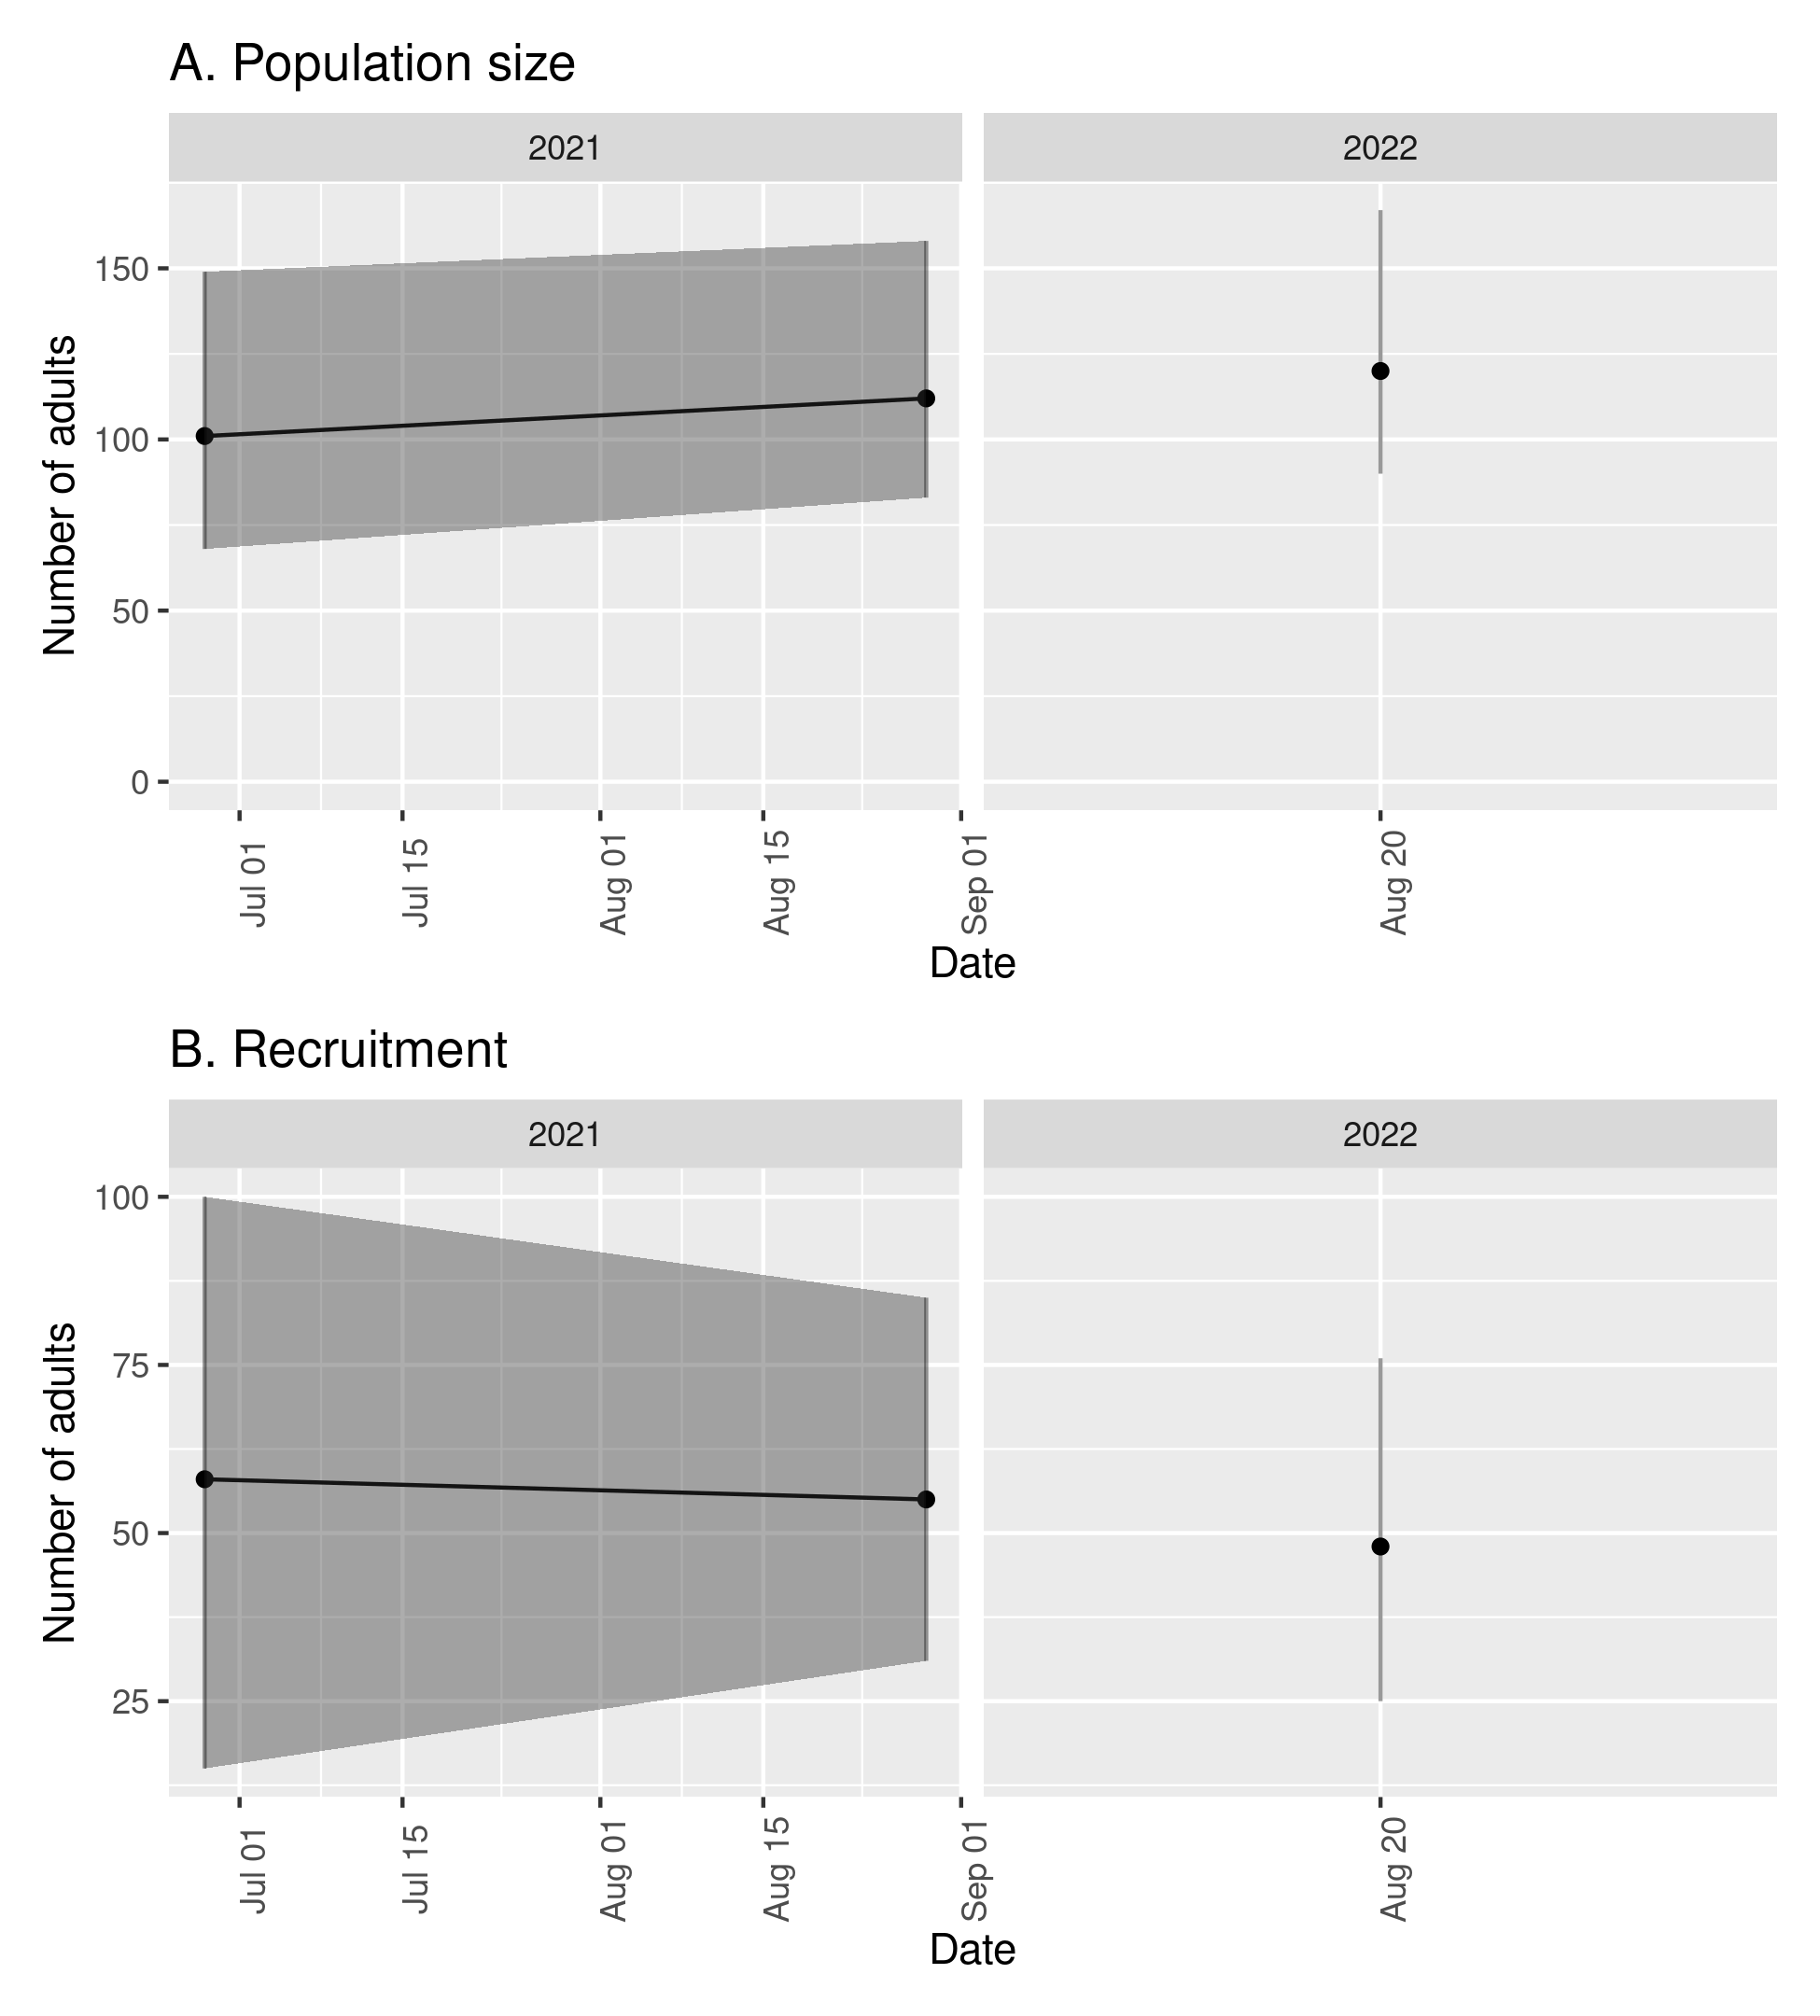 A. Population size
2021 2022
Number of adults
150
100
50
0
Jul 01 Jul 15 Aug 01 Aug 15 Sep 01 Aug 20
Date
B. Recruitment
2021 2022
Number of adults
100
75
50
25
Jul 01 Jul 15 Aug 01 Aug 15 Sep 01 Aug 20
Date